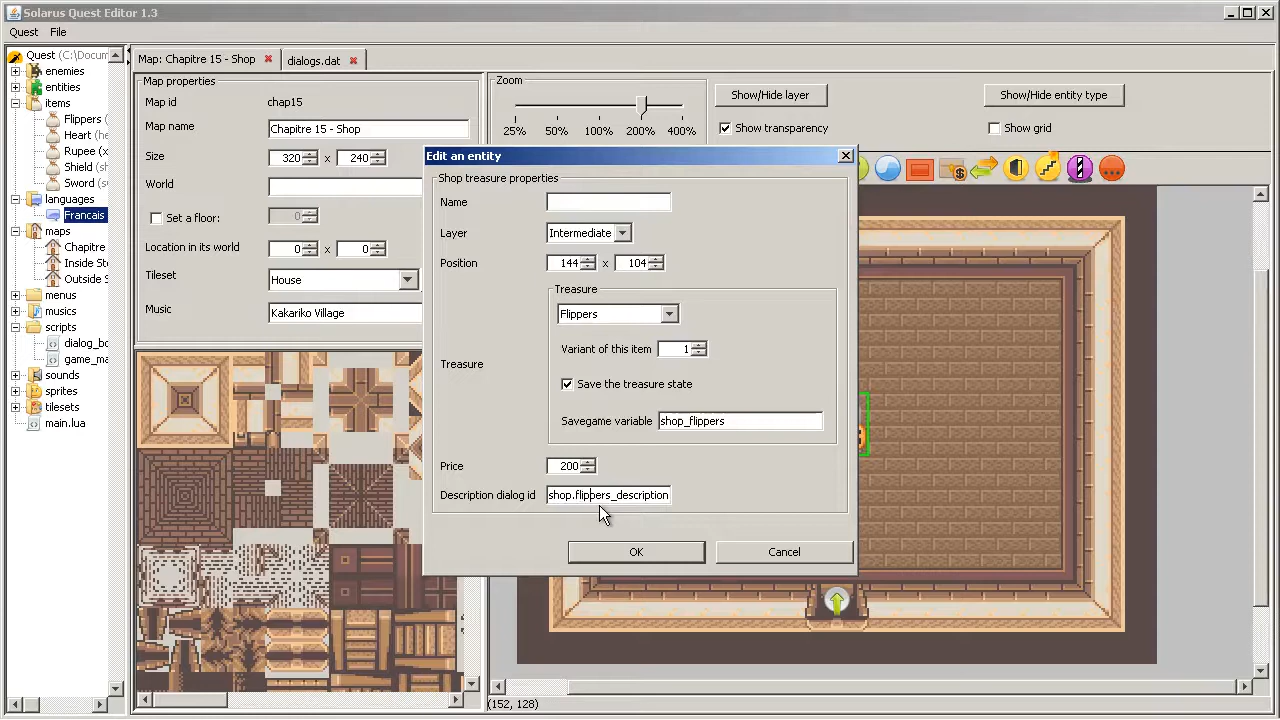 Solarus Quest Editor 1.3
Quest File
Quest (C:\Docum
enemies
entities
items
Flippers
Heart (he
Rupee (ru
Shield (sh
Sword (sv
languages
Francais
maps
Chapitre
Inside Sto
Outside S
menus
musics
scripts
dialog_bo
game_ma
sounds
sprites
tilesets
main.lua
Map: Chapitre 15 - Shop
dialogs.dat
Map properties
Map id chap15
Map name Chapitre 15 - Shop
Size 320 x 240
World
Set a floor: 0
Location in its world 0 x 0
Tileset House
Music Kakariko Village
Zoom
25% 50% 100% 200% 400%
Show/Hide layer
Show transparency
Show/Hide entity type
Show grid
Edit an entity
Shop treasure properties
Name
Layer Intermediate
Position 144 x 104
Treasure
Treasure
Flippers
Variant of this item 1
Save the treasure state
Savegame variable shop_flippers
Price 200
Description dialog id shop.flippers_description
OK Cancel
(152, 128)